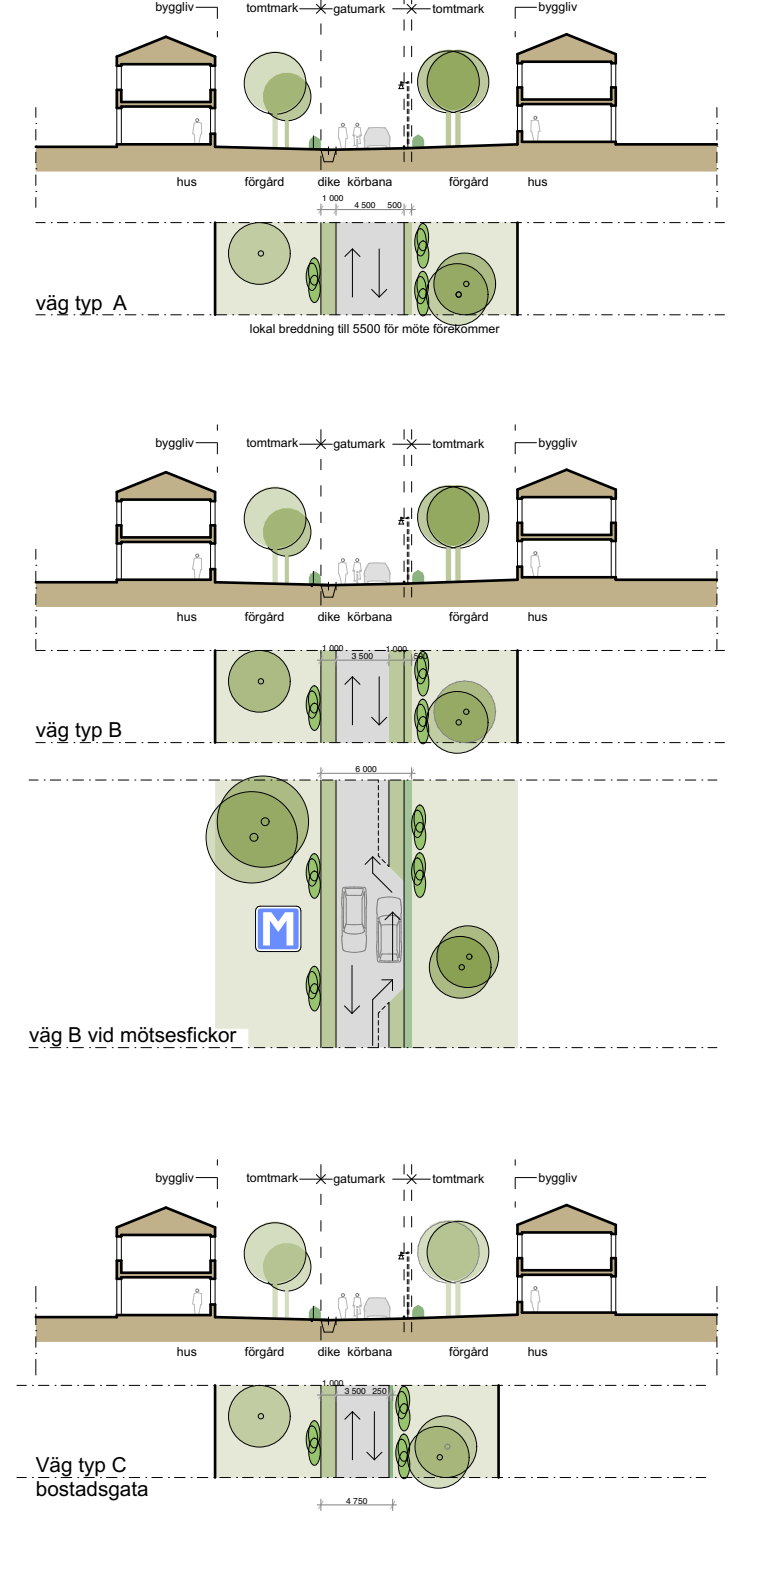 byggliv tomtmark gatumark tomtmark byggliv
hus förgård dike körbana förgård hus
1 000 4 500 500
väg typ A
lokal breddning till 5500 för möte förekommer
byggliv tomtmark gatumark tomtmark byggliv
hus förgård dike körbana förgård hus
1 000 3 500 1 000 500
väg typ B
6 000
M
väg B vid mötsesfickor
byggliv tomtmark gatumark tomtmark byggliv
hus förgård dike körbana förgård hus
1 000 3 500 250
Väg typ C
bostadsgata
4 750